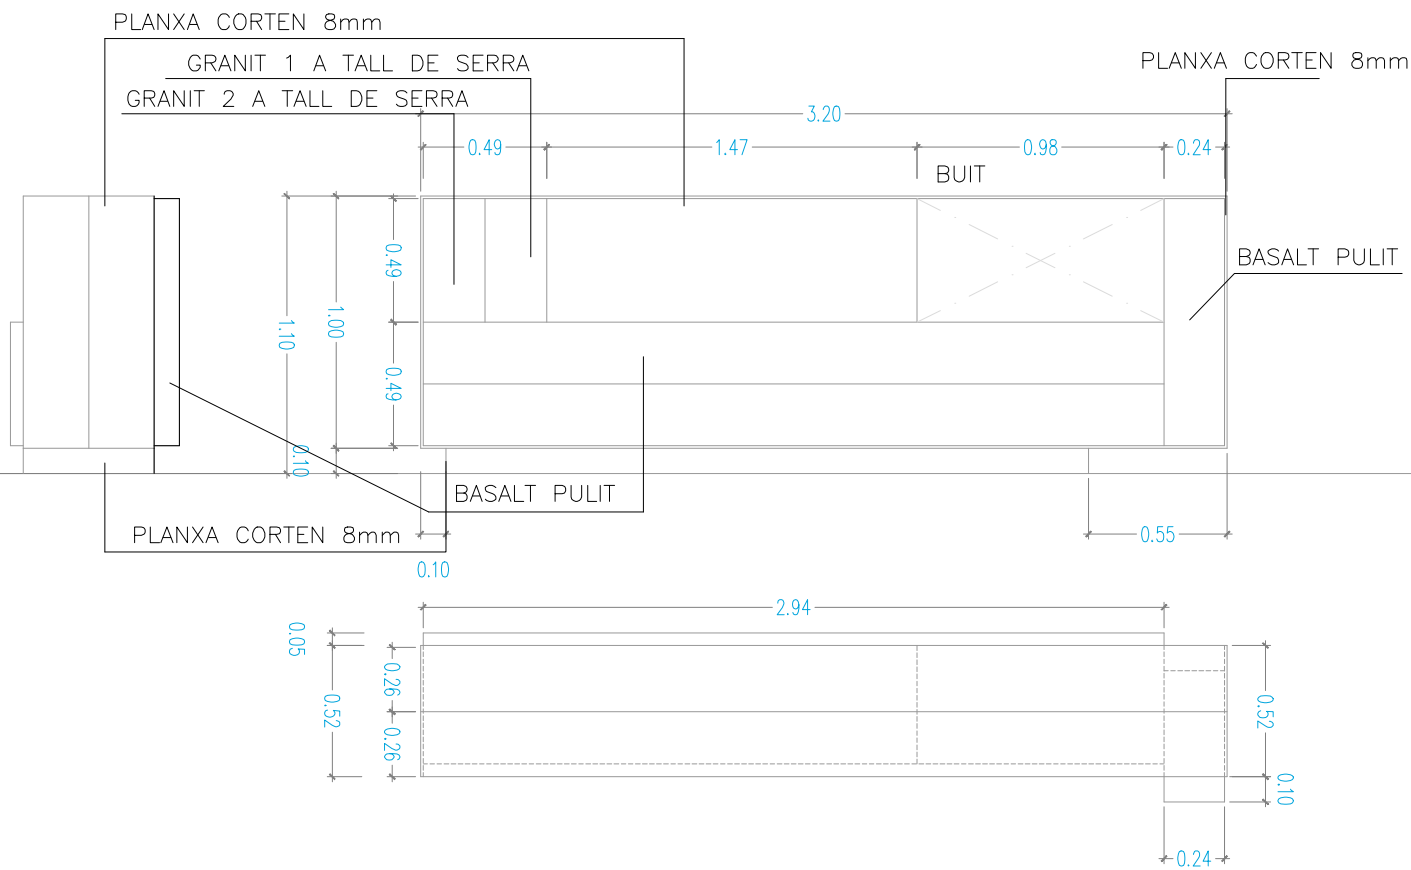 PLANXA CORTEN 8mm
GRANIT 1 A TALL DE SERRA
PLANXA CORTEN 8mm
GRANIT 2 A TALL DE SERRA
3.20
0.49
1.47
0.98
0.24
BUIT
BASALT PULIT
0.49
1.10
1.00
0.49
0.10
BASALT PULIT
PLANXA CORTEN 8mm
0.55
0.10
2.94
0.05
0.26
0.52
0.52
0.26
0.10
0.24